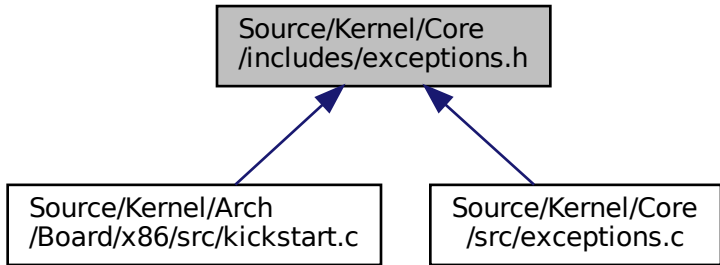 Source/Kernel/Core
/includes/exceptions.h
Source/Kernel/Arch
/Board/x86/src/kickstart.c
Source/Kernel/Core
/src/exceptions.c